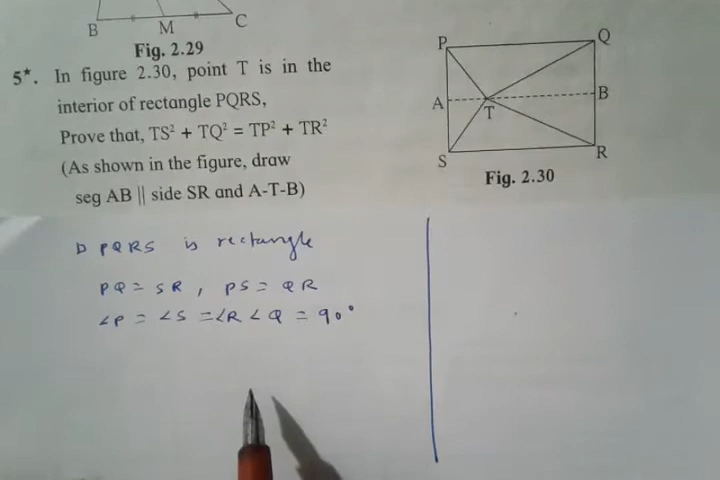 B M C
Fig. 2.29
5*. In figure 2.30, point T is in the
interior of rectangle PQRS,
Prove that, TS² + TQ² = TP² + TR²
(As shown in the figure, draw
seg AB || side SR and A-T-B)
P Q
A T B
S R
Fig. 2.30
▭ PQRS is rectangle
PQ = SR, PS = QR
∠P = ∠S = ∠R ∠Q = 90°